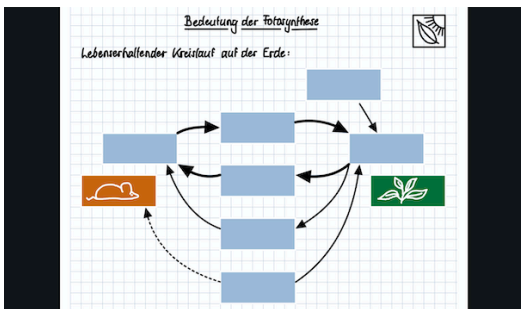 Bedeutung der Fotosynthese
Lebenserhaltender Kreislauf auf der Erde: